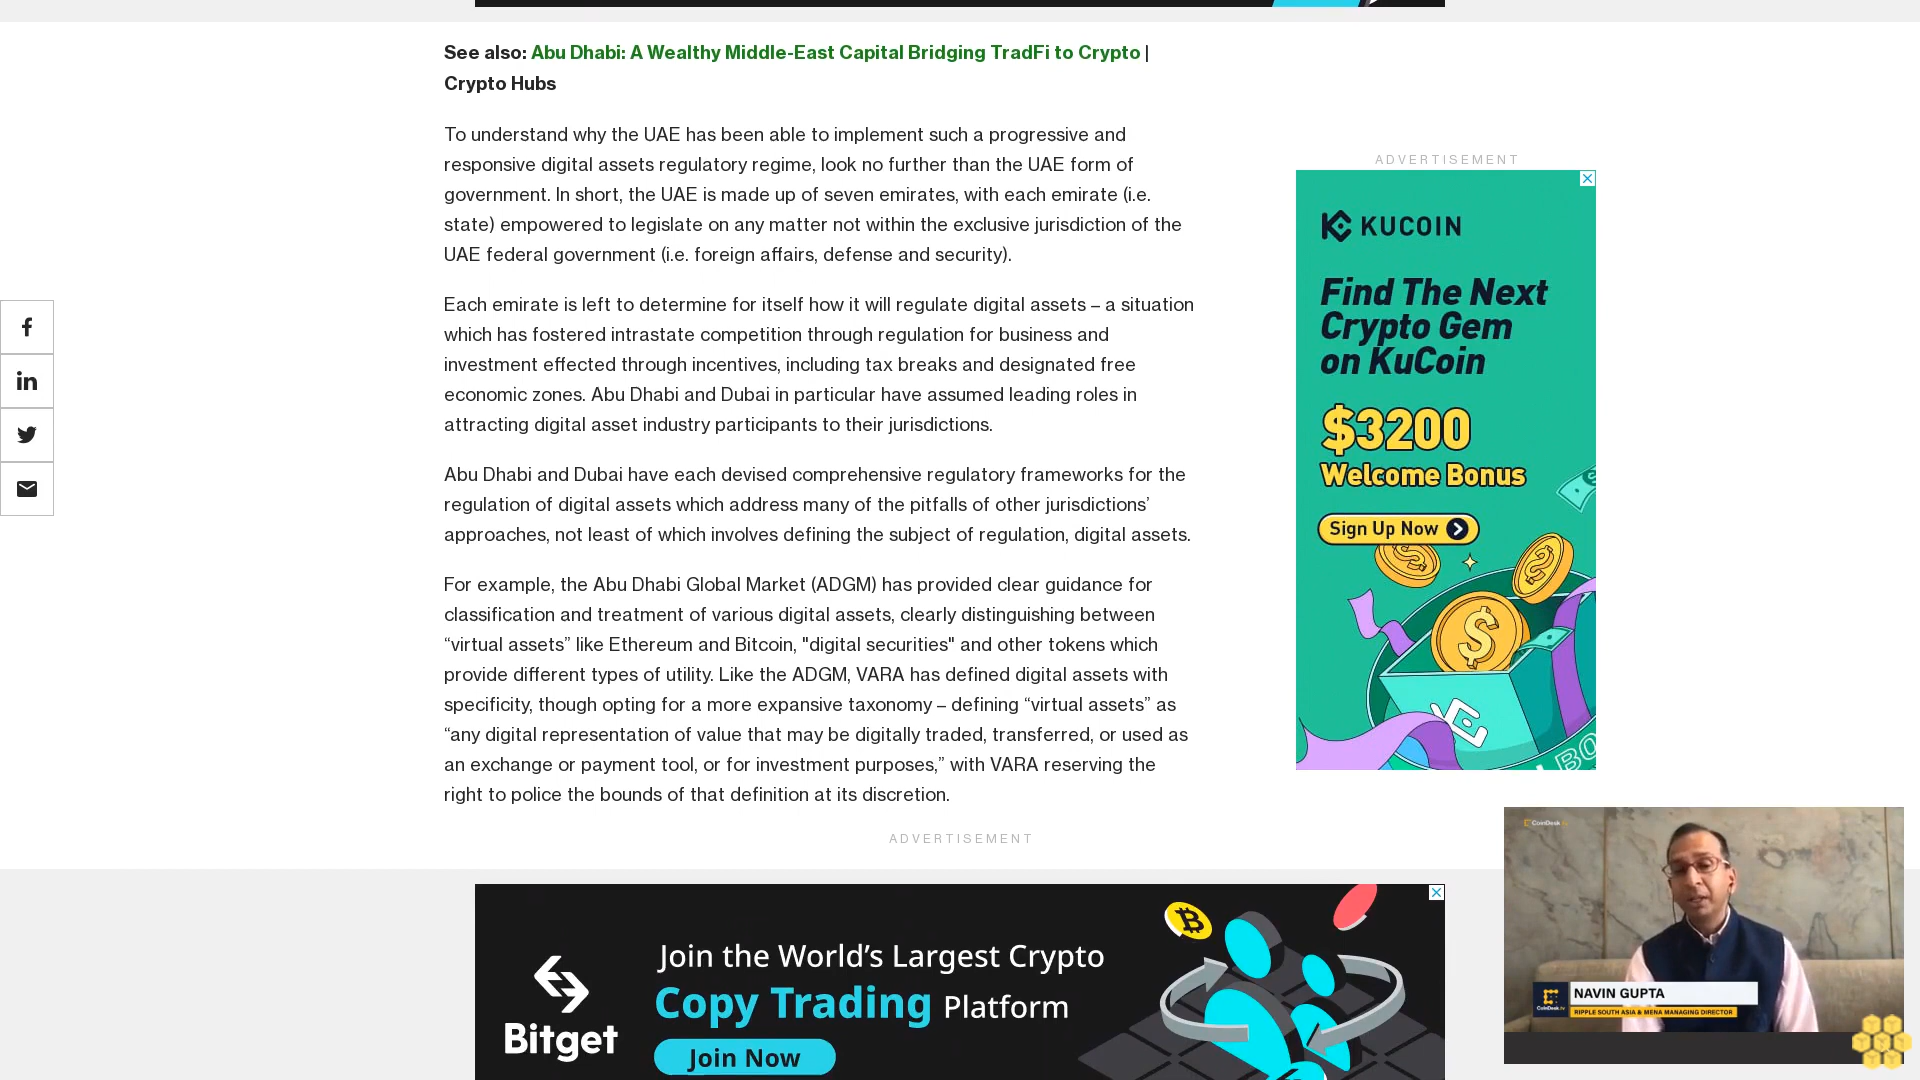 See also: Abu Dhabi: A Wealthy Middle-East Capital Bridging TradFi to Crypto |
Crypto Hubs
To understand why the UAE has been able to implement such a progressive and
responsive digital assets regulatory regime, look no further than the UAE form of
government. In short, the UAE is made up of seven emirates, with each emirate (i.e.
state) empowered to legislate on any matter not within the exclusive jurisdiction of the
UAE federal government (i.e. foreign affairs, defense and security).
Each emirate is left to determine for itself how it will regulate digital assets – a situation
which has fostered intrastate competition through regulation for business and
investment effected through incentives, including tax breaks and designated free
economic zones. Abu Dhabi and Dubai in particular have assumed leading roles in
attracting digital asset industry participants to their jurisdictions.
Abu Dhabi and Dubai have each devised comprehensive regulatory frameworks for the
regulation of digital assets which address many of the pitfalls of other jurisdictions’
approaches, not least of which involves defining the subject of regulation, digital assets.
For example, the Abu Dhabi Global Market (ADGM) has provided clear guidance for
classification and treatment of various digital assets, clearly distinguishing between
“virtual assets” like Ethereum and Bitcoin, "digital securities" and other tokens which
provide different types of utility. Like the ADGM, VARA has defined digital assets with
specificity, though opting for a more expansive taxonomy – defining “virtual assets” as
“any digital representation of value that may be digitally traded, transferred, or used as
an exchange or payment tool, or for investment purposes,” with VARA reserving the
right to police the bounds of that definition at its discretion.
ADVERTISEMENT
Join the World’s Largest Crypto
Copy Trading Platform
Bitget
Join Now
ADVERTISEMENT
KUCOIN
Find The Next
Crypto Gem
on KuCoin
$3200
Welcome Bonus
Sign Up Now
CoinDesk
NAVIN GUPTA
RIPPLE SOUTH ASIA & MENA MANAGING DIRECTOR
CoinDesk